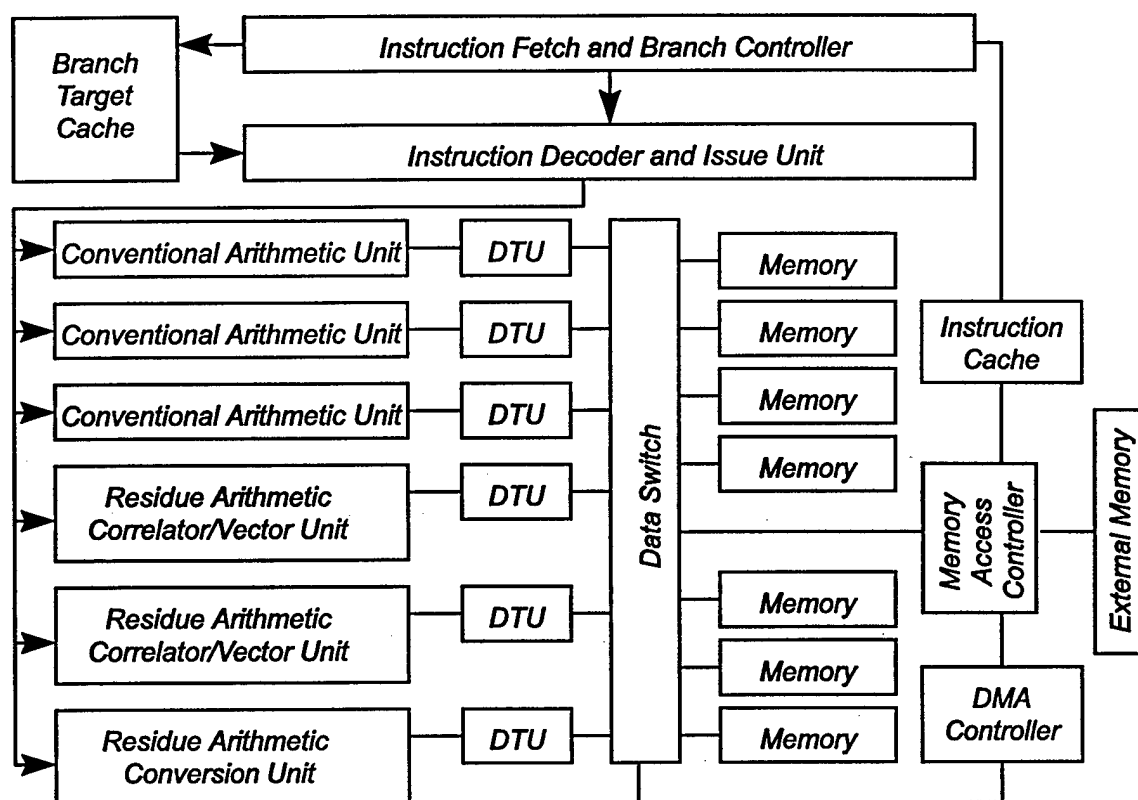 Branch
Target
Cache
Instruction Fetch and Branch Controller
Instruction Decoder and Issue Unit
Conventional Arithmetic Unit
DTU
Memory
Conventional Arithmetic Unit
DTU
Memory
Conventional Arithmetic Unit
DTU
Memory
Residue Arithmetic
Correlator/Vector Unit
DTU
Memory
Residue Arithmetic
Correlator/Vector Unit
DTU
Memory
Memory
Residue Arithmetic
Conversion Unit
DTU
Memory
Data Switch
Instruction
Cache
Memory
Access
Controller
External Memory
DMA
Controller